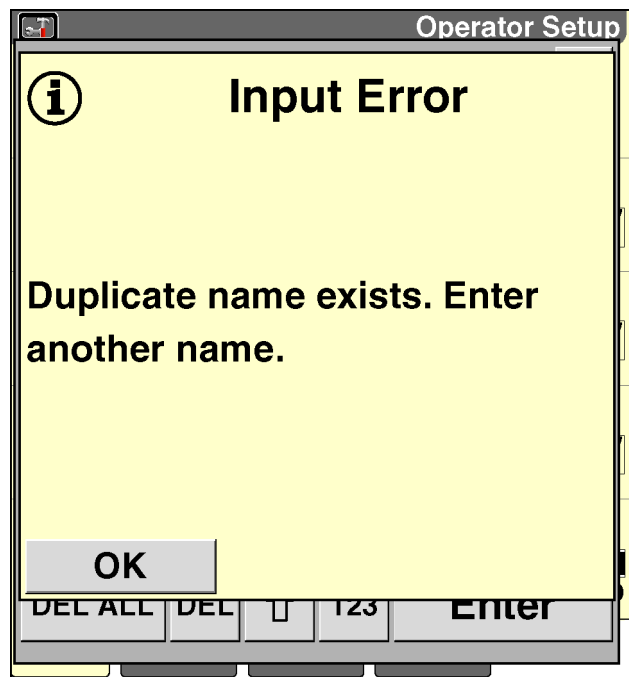 Operator Setup
Input Error
Duplicate name exists. Enter
another name.
OK
DEL ALL DEL 123 Enter